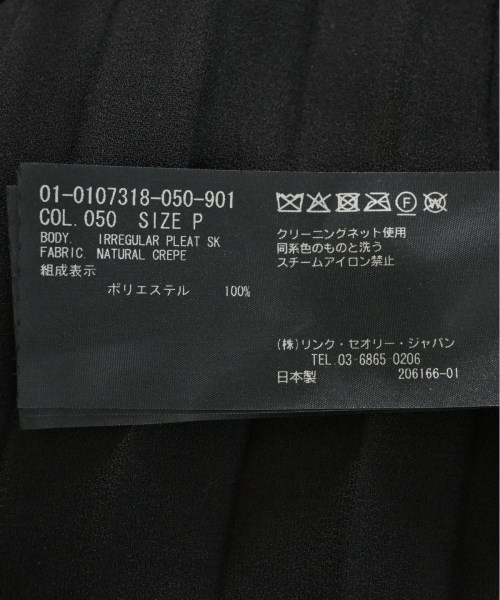 01-0107318-050-901
COL. 050 SIZE P
BODY. IRREGULAR PLEAT SK
FABRIC. NATURAL CREPE
組成表示
ポリエステル 100%
F W
クリーニングネット使用
同系色のものと洗う
スチームアイロン禁止
(株)リンク・セオリー・ジャパン
TEL. 03-6865-0206
日本製 206166-01